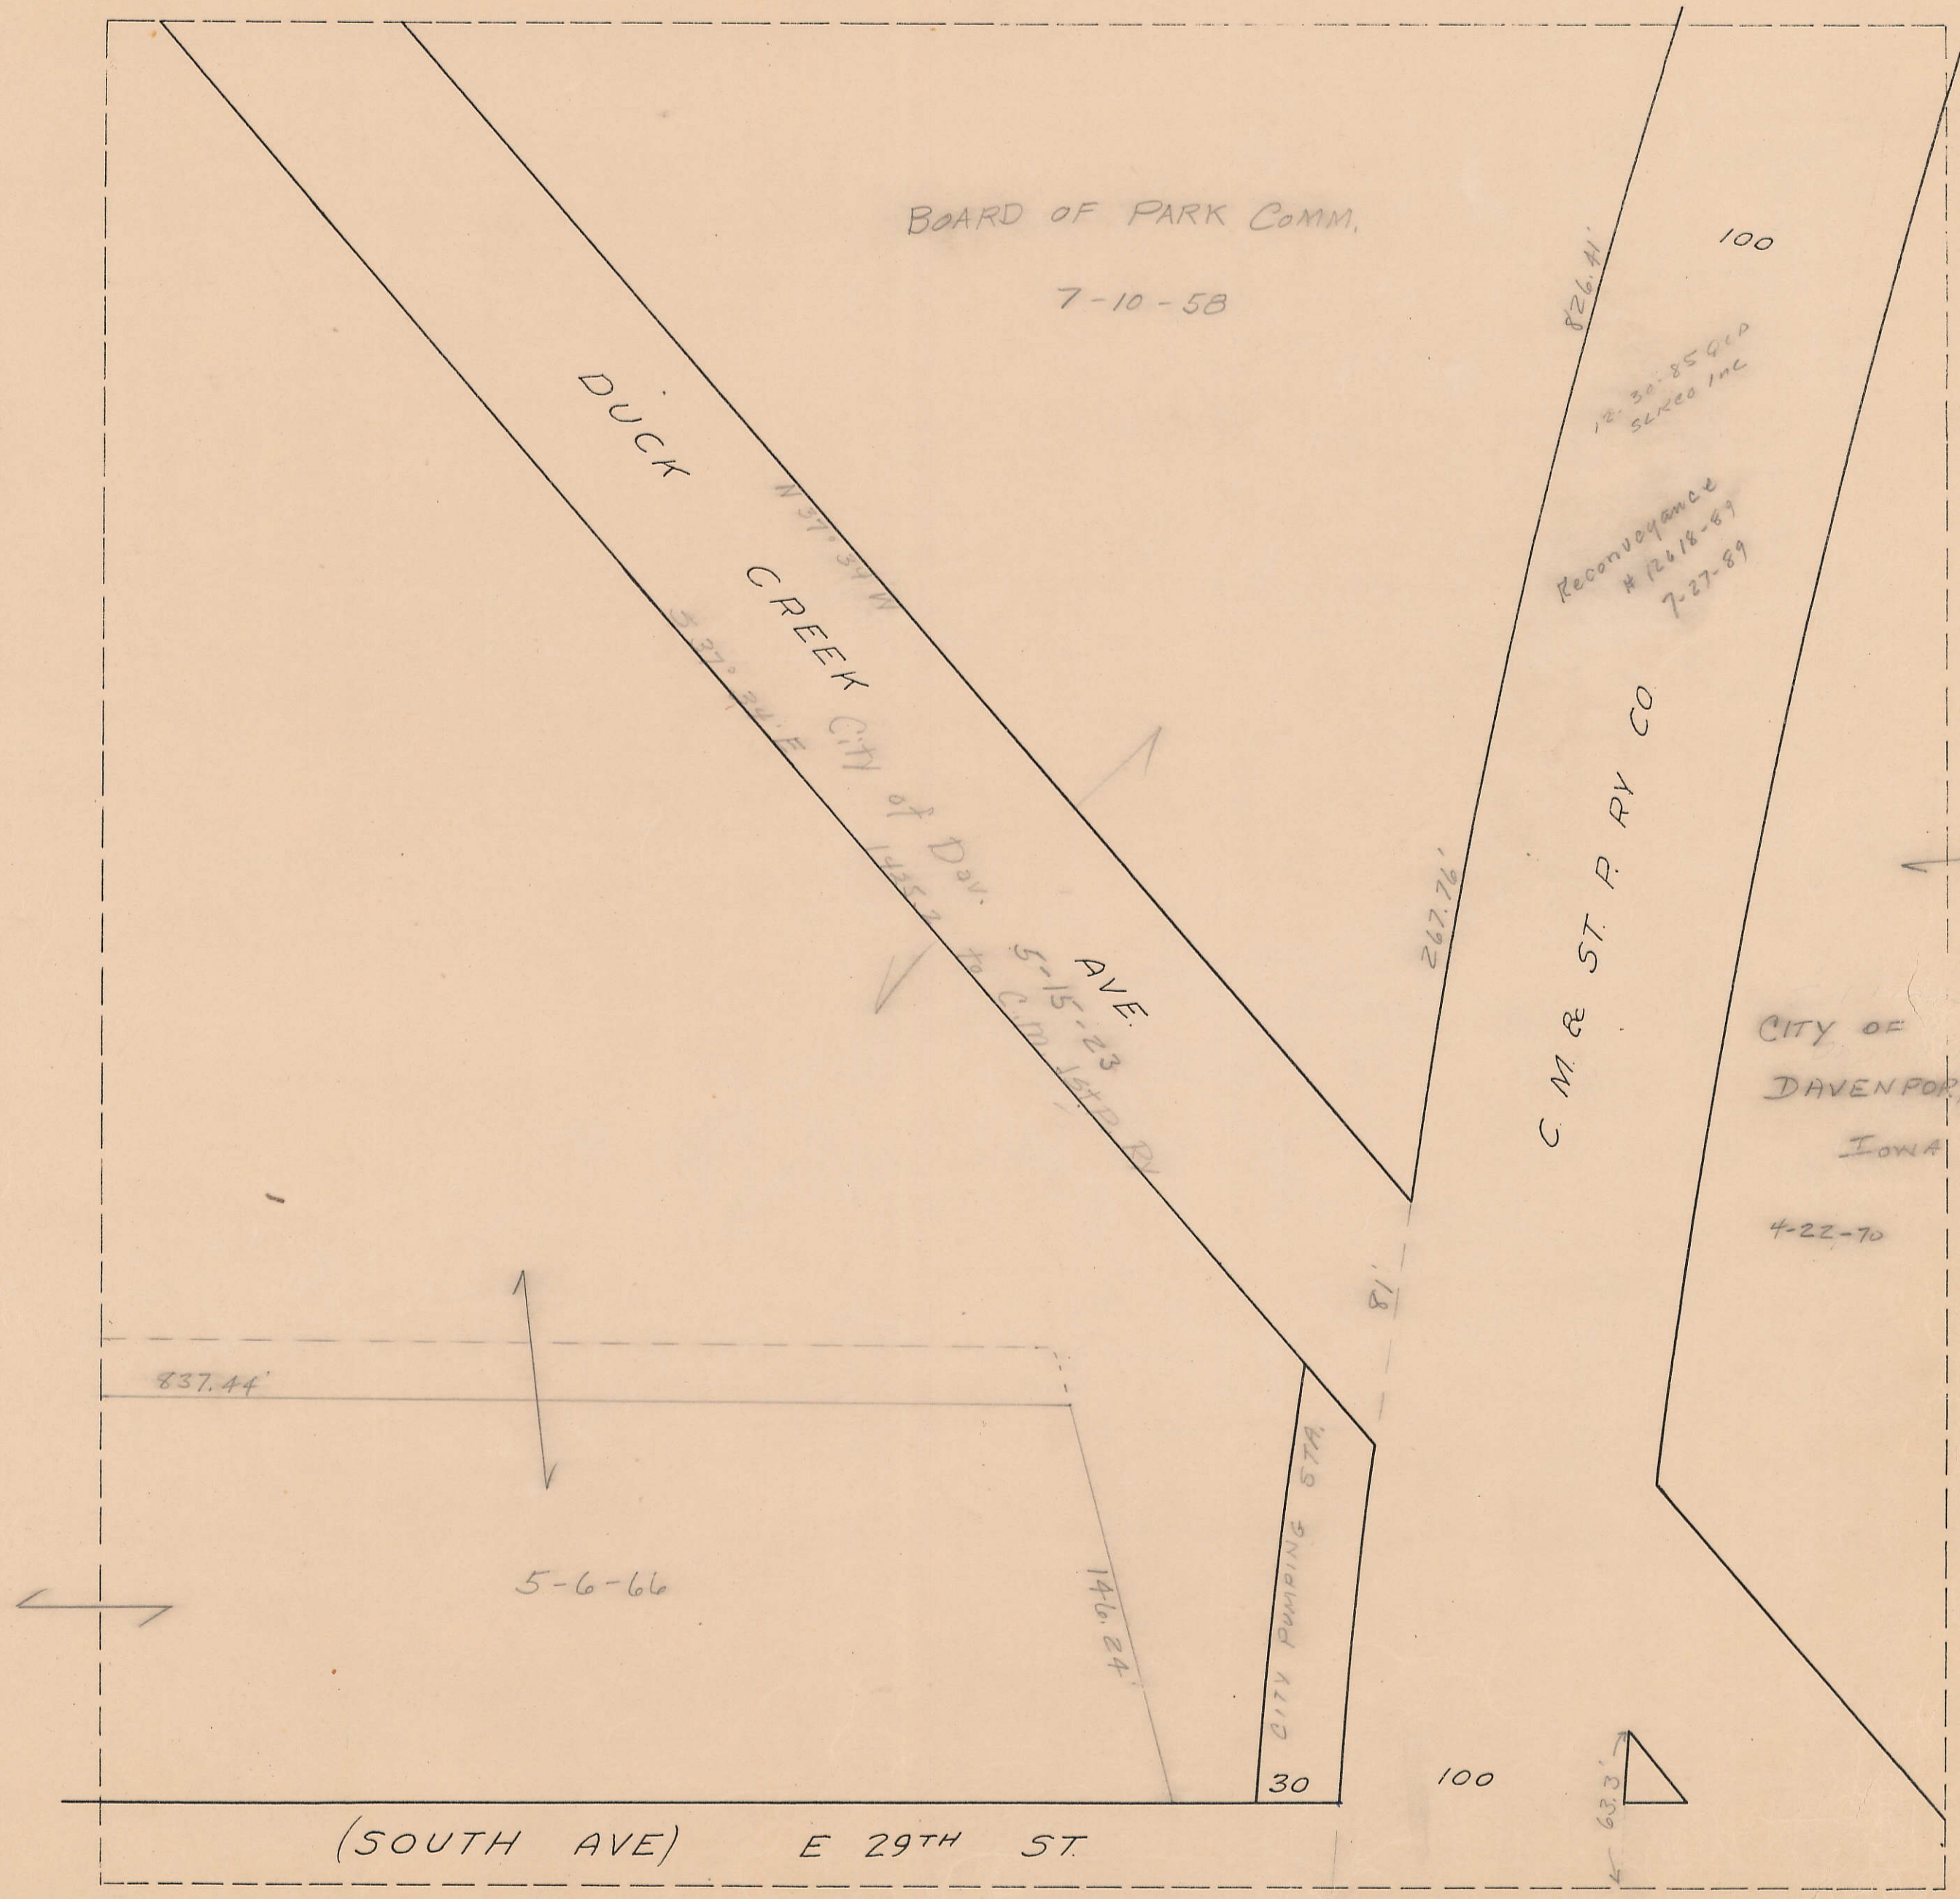 BOARD OF PARK COMM.
7-10-58
100
826.41'
12-30-85 QCD
SLRCO INC
Reconveyance
# 12618-89
7-27-89
DUCK CREEK AVE.
N 37° 34' W
S 37° 34' E
City of Dav. 5-15-23
to C.M. St P. Ry
267.76'
C. M. & ST. P. RY CO
CITY OF
DAVENPOR
IOWA
4-22-70
81'
837.44'
5-6-66
146.24'
CITY PUMPING STA.
30
100
63.3'
(SOUTH AVE) E 29TH ST.